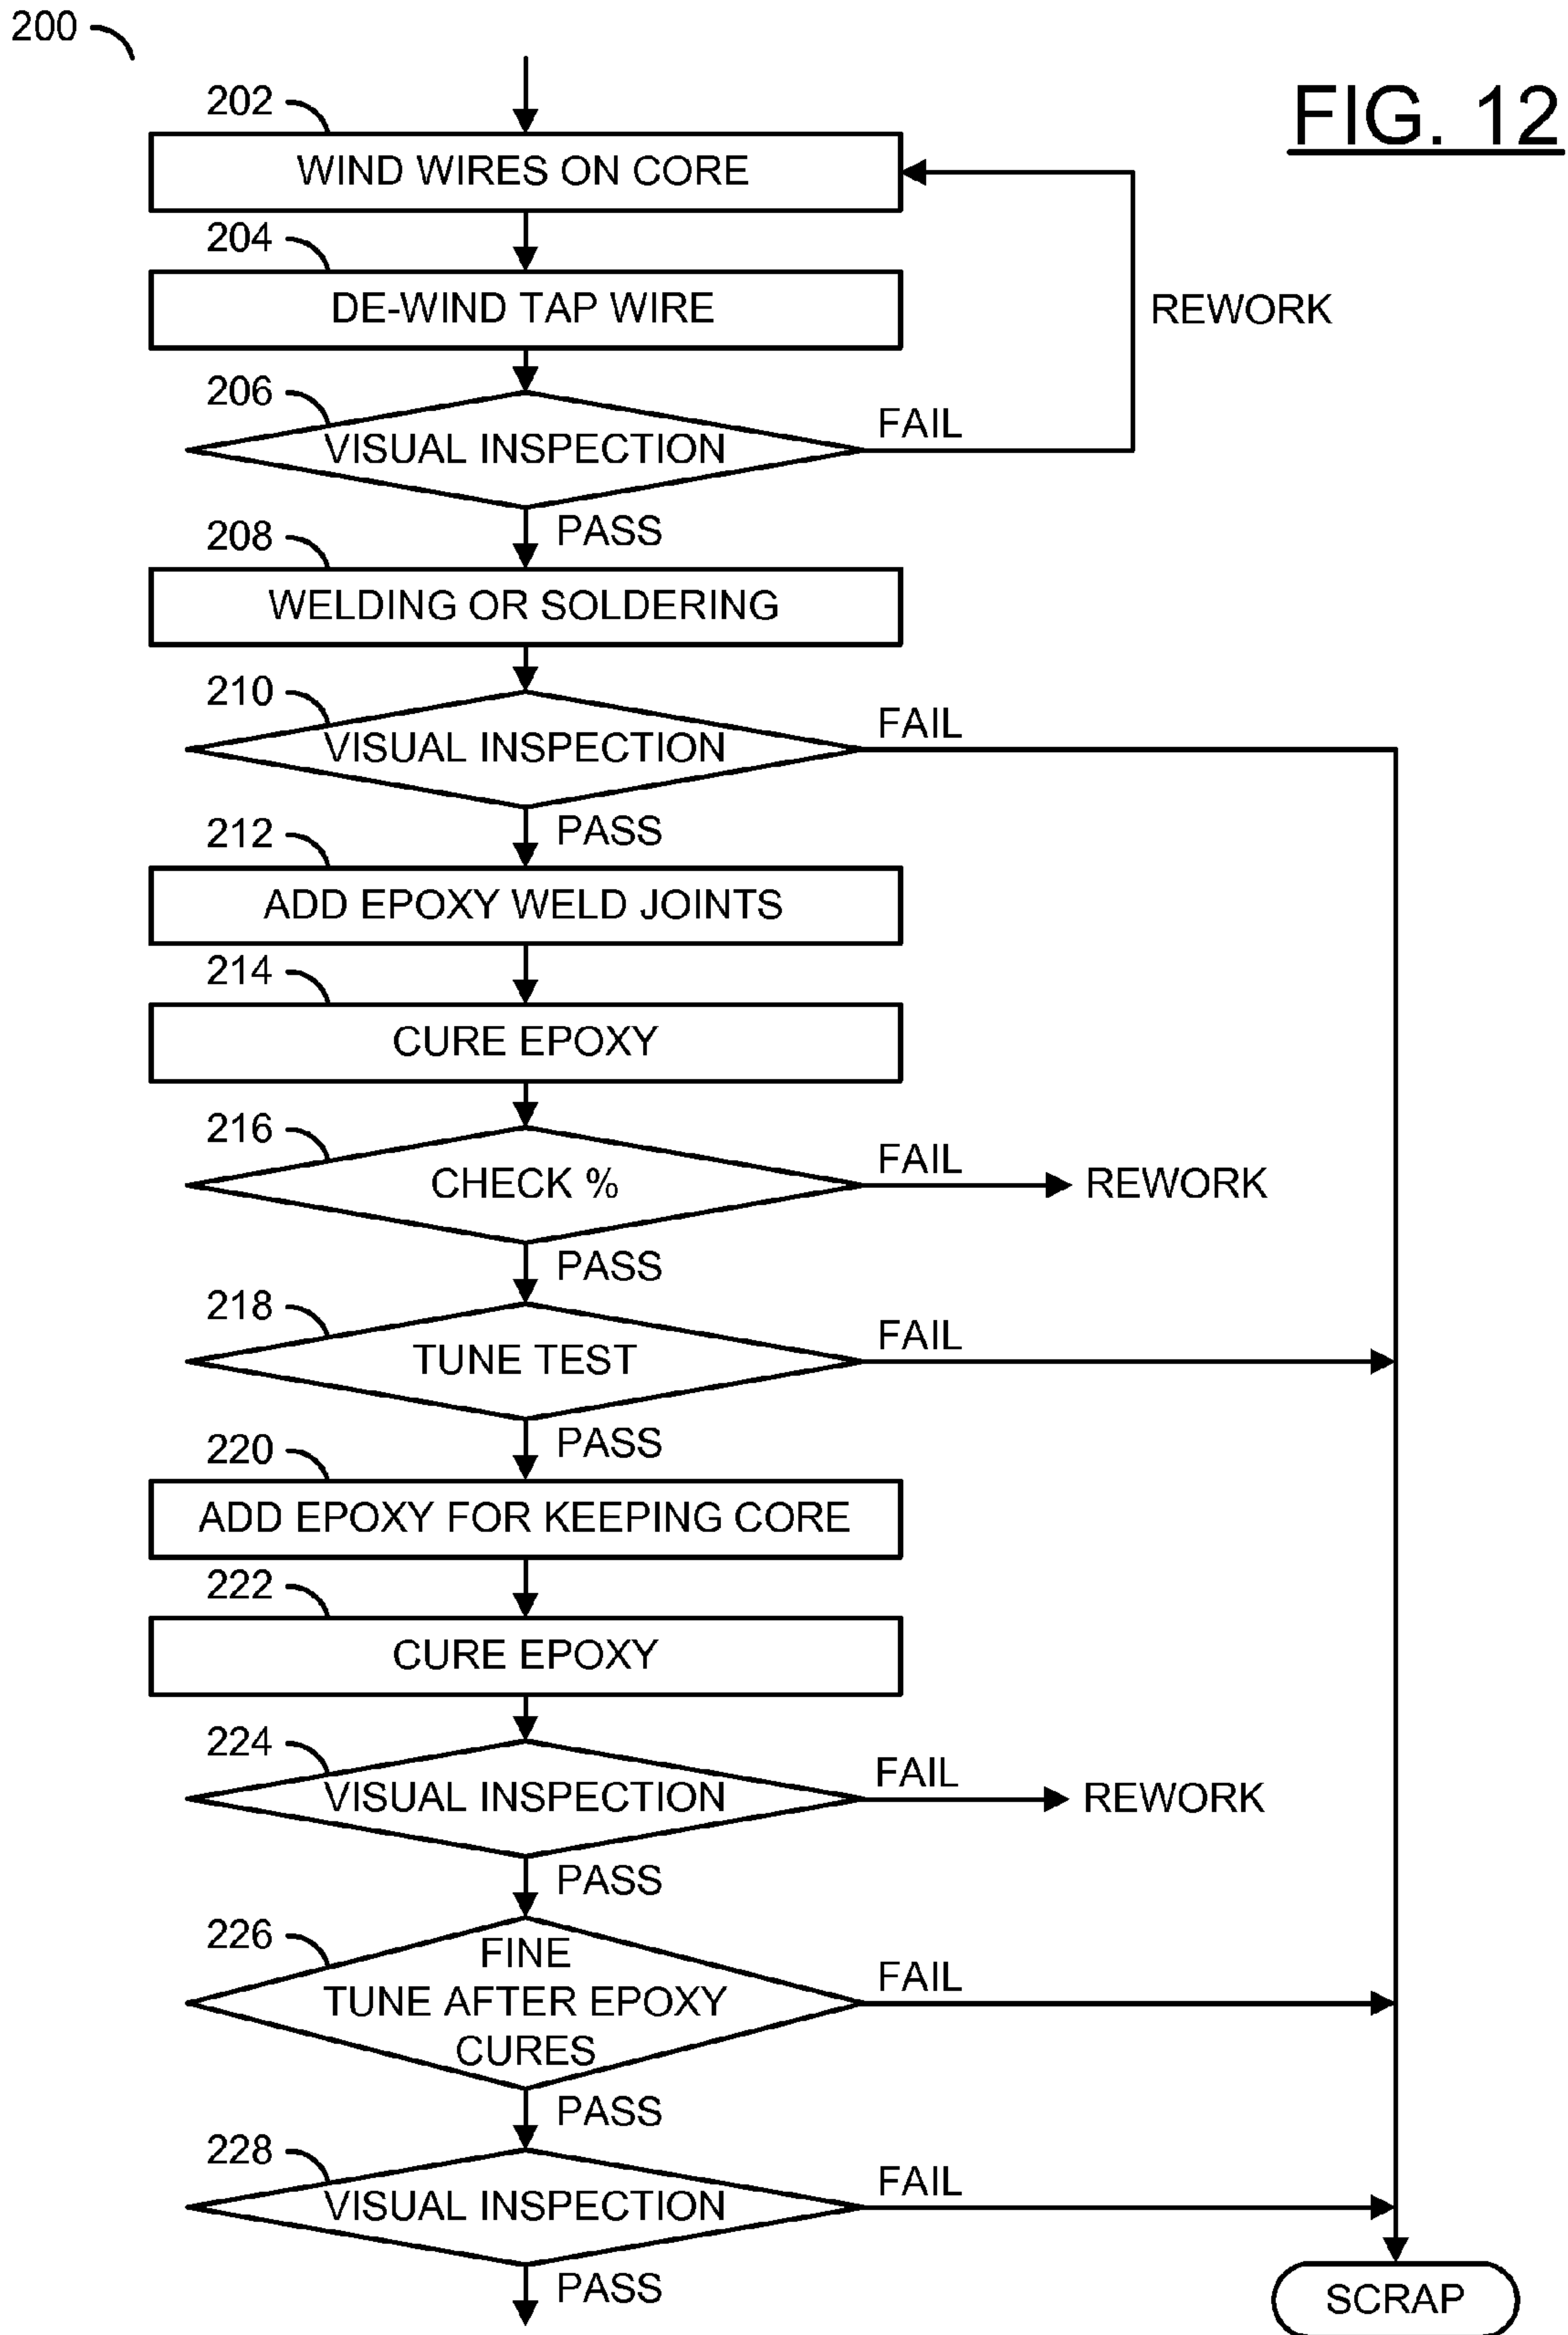 200
FIG. 12
202
WIND WIRES ON CORE
204
DE-WIND TAP WIRE
REWORK
206
VISUAL INSPECTION
FAIL
PASS
208
WELDING OR SOLDERING
210
VISUAL INSPECTION
FAIL
PASS
212
ADD EPOXY WELD JOINTS
214
CURE EPOXY
216
CHECK %
FAIL
REWORK
PASS
218
TUNE TEST
FAIL
PASS
220
ADD EPOXY FOR KEEPING CORE
222
CURE EPOXY
224
VISUAL INSPECTION
FAIL
REWORK
PASS
226
FINE
TUNE AFTER EPOXY
CURES
FAIL
PASS
228
VISUAL INSPECTION
FAIL
PASS
SCRAP